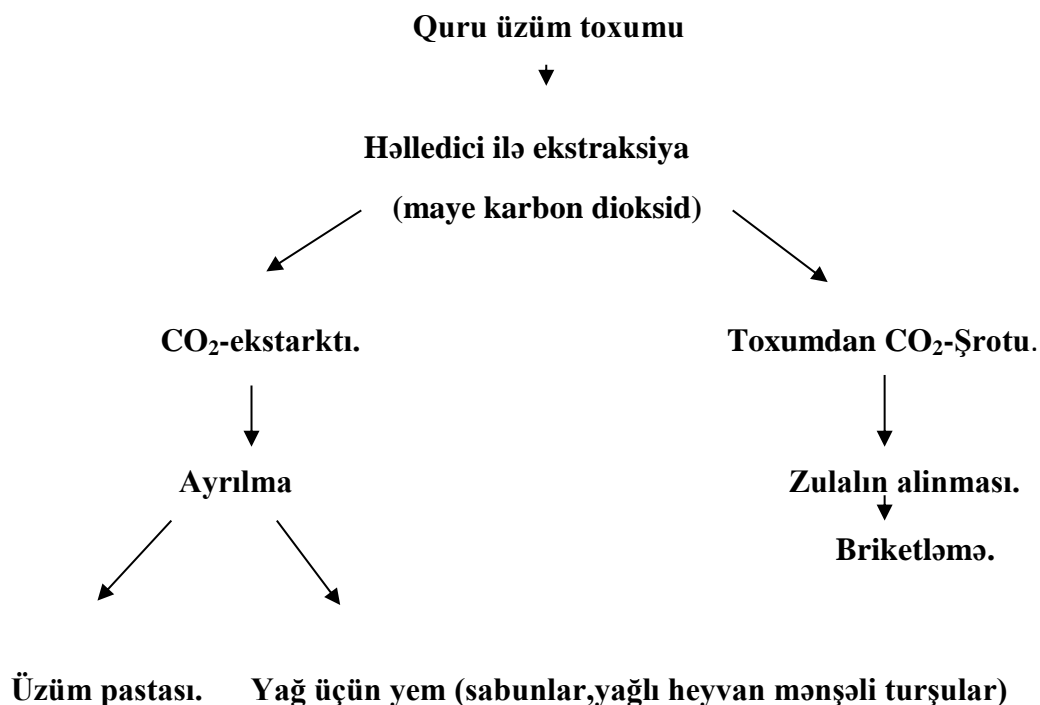 Quru üzüm toxumu
Həlledici ilə ekstraksiya
(maye karbon dioksid)
CO₂-ekstarktı. Toxumdan CO₂-Şrotu.
Ayrılma Zulalın alinması.
Briketləmə.
Üzüm pastası. Yağ üçün yem (sabunlar,yağlı heyvan mənşəli turşular)